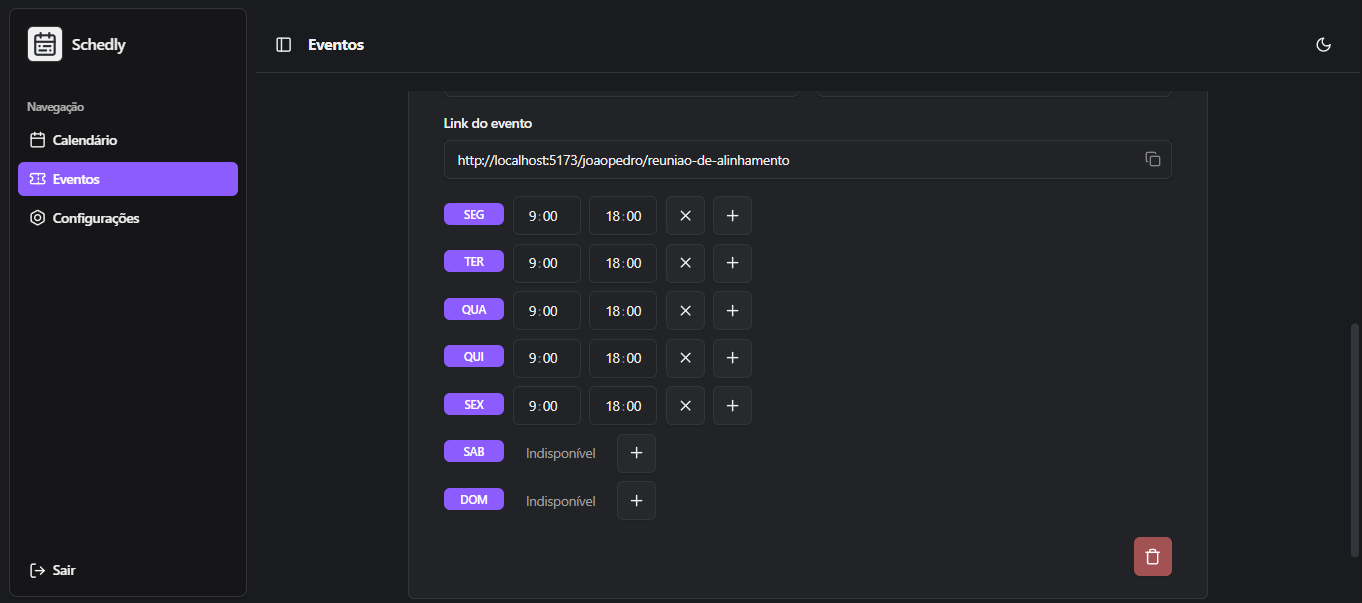 Schedly
Eventos
Navegação
Calendário
Eventos
Configurações
Sair
Link do evento
http://localhost:5173/joaopedro/reuniao-de-alinhamento
SEG 9:00 18:00
TER 9:00 18:00
QUA 9:00 18:00
QUI 9:00 18:00
SEX 9:00 18:00
SAB Indisponível
DOM Indisponível